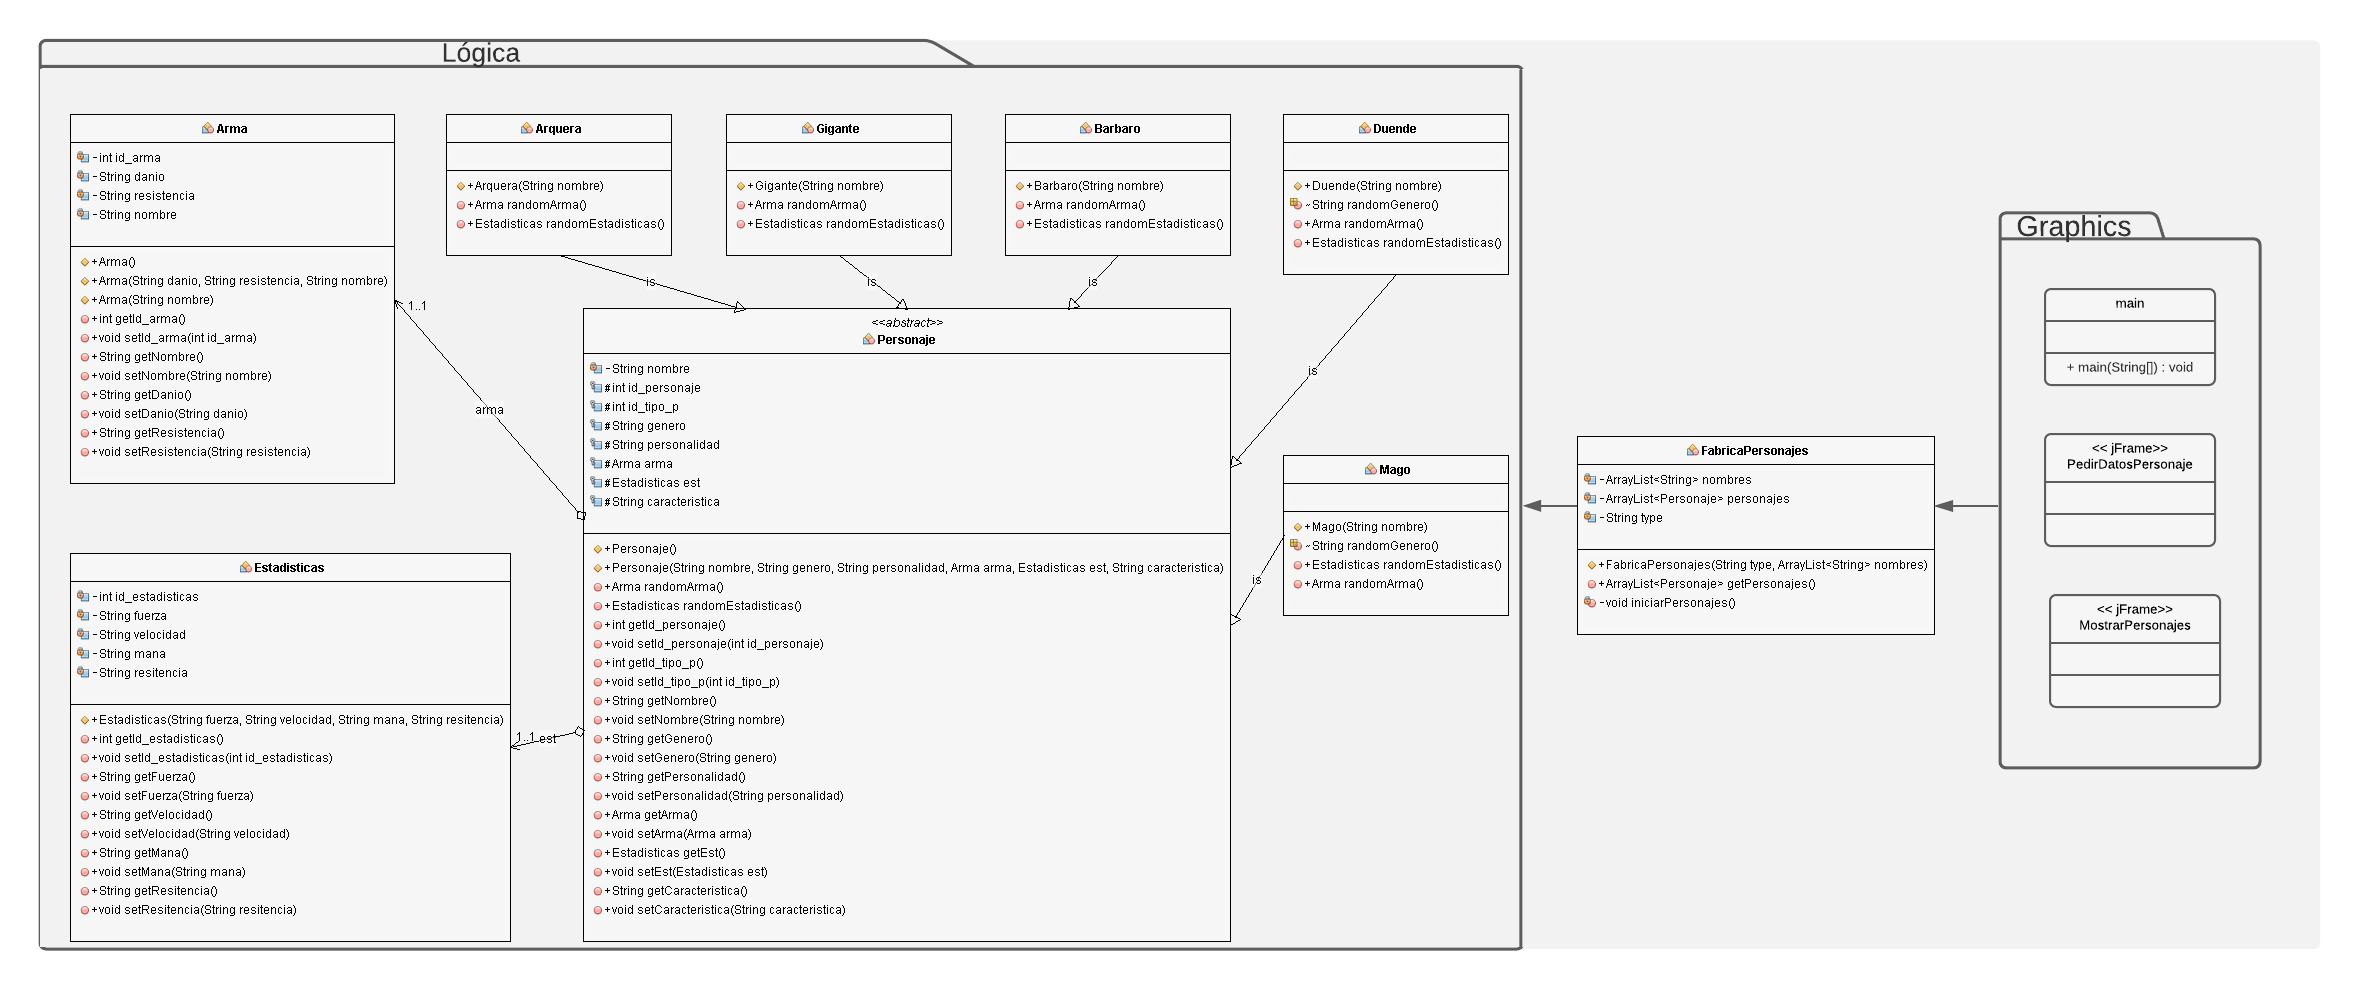 Lógica
Arma
- int id_arma
- String danio
- String resistencia
- String nombre
+ Arma()
+ Arma(String danio, String resistencia, String nombre)
+ Arma(String nombre)
+ int getId_arma()
+ void setId_arma(int id_arma)
+ String getNombre()
+ void setNombre(String nombre)
+ String getDanio()
+ void setDanio(String danio)
+ String getResistencia()
+ void setResistencia(String resistencia)
Arquera
+ Arquera(String nombre)
+ Arma randomArma()
+ Estadisticas randomEstadisticas()
Gigante
+ Gigante(String nombre)
+ Arma randomArma()
+ Estadisticas randomEstadisticas()
Barbaro
+ Barbaro(String nombre)
+ Arma randomArma()
+ Estadisticas randomEstadisticas()
Duende
+ Duende(String nombre)
~ String randomGenero()
+ Arma randomArma()
+ Estadisticas randomEstadisticas()
is
is
is
is
is
1..1
arma
1..1 est
<<abstract>>
Personaje
- String nombre
# int id_personaje
# int id_tipo_p
# String genero
# String personalidad
# Arma arma
# Estadisticas est
# String caracteristica
+ Personaje()
+ Personaje(String nombre, String genero, String personalidad, Arma arma, Estadisticas est, String caracteristica)
+ Arma randomArma()
+ Estadisticas randomEstadisticas()
+ int getId_personaje()
+ void setId_personaje(int id_personaje)
+ int getId_tipo_p()
+ void setId_tipo_p(int id_tipo_p)
+ String getNombre()
+ void setNombre(String nombre)
+ String getGenero()
+ void setGenero(String genero)
+ String getPersonalidad()
+ void setPersonalidad(String personalidad)
+ Arma getArma()
+ void setArma(Arma arma)
+ Estadisticas getEst()
+ void setEst(Estadisticas est)
+ String getCaracteristica()
+ void setCaracteristica(String caracteristica)
Mago
+ Mago(String nombre)
~ String randomGenero()
+ Estadisticas randomEstadisticas()
+ Arma randomArma()
Estadisticas
- int id_estadisticas
- String fuerza
- String velocidad
- String mana
- String resitencia
+ Estadisticas(String fuerza, String velocidad, String mana, String resitencia)
+ int getId_estadisticas()
+ void setId_estadisticas(int id_estadisticas)
+ String getFuerza()
+ void setFuerza(String fuerza)
+ String getVelocidad()
+ void setVelocidad(String velocidad)
+ String getMana()
+ void setMana(String mana)
+ String getResitencia()
+ void setResitencia(String resitencia)
FabricaPersonajes
- ArrayList<String> nombres
- ArrayList<Personaje> personajes
- String type
+ FabricaPersonajes(String type, ArrayList<String> nombres)
+ ArrayList<Personaje> getPersonajes()
- void iniciarPersonajes()
Graphics
main
+ main(String[]) : void
<< jFrame>>
PedirDatosPersonaje
<< jFrame>>
MostrarPersonajes